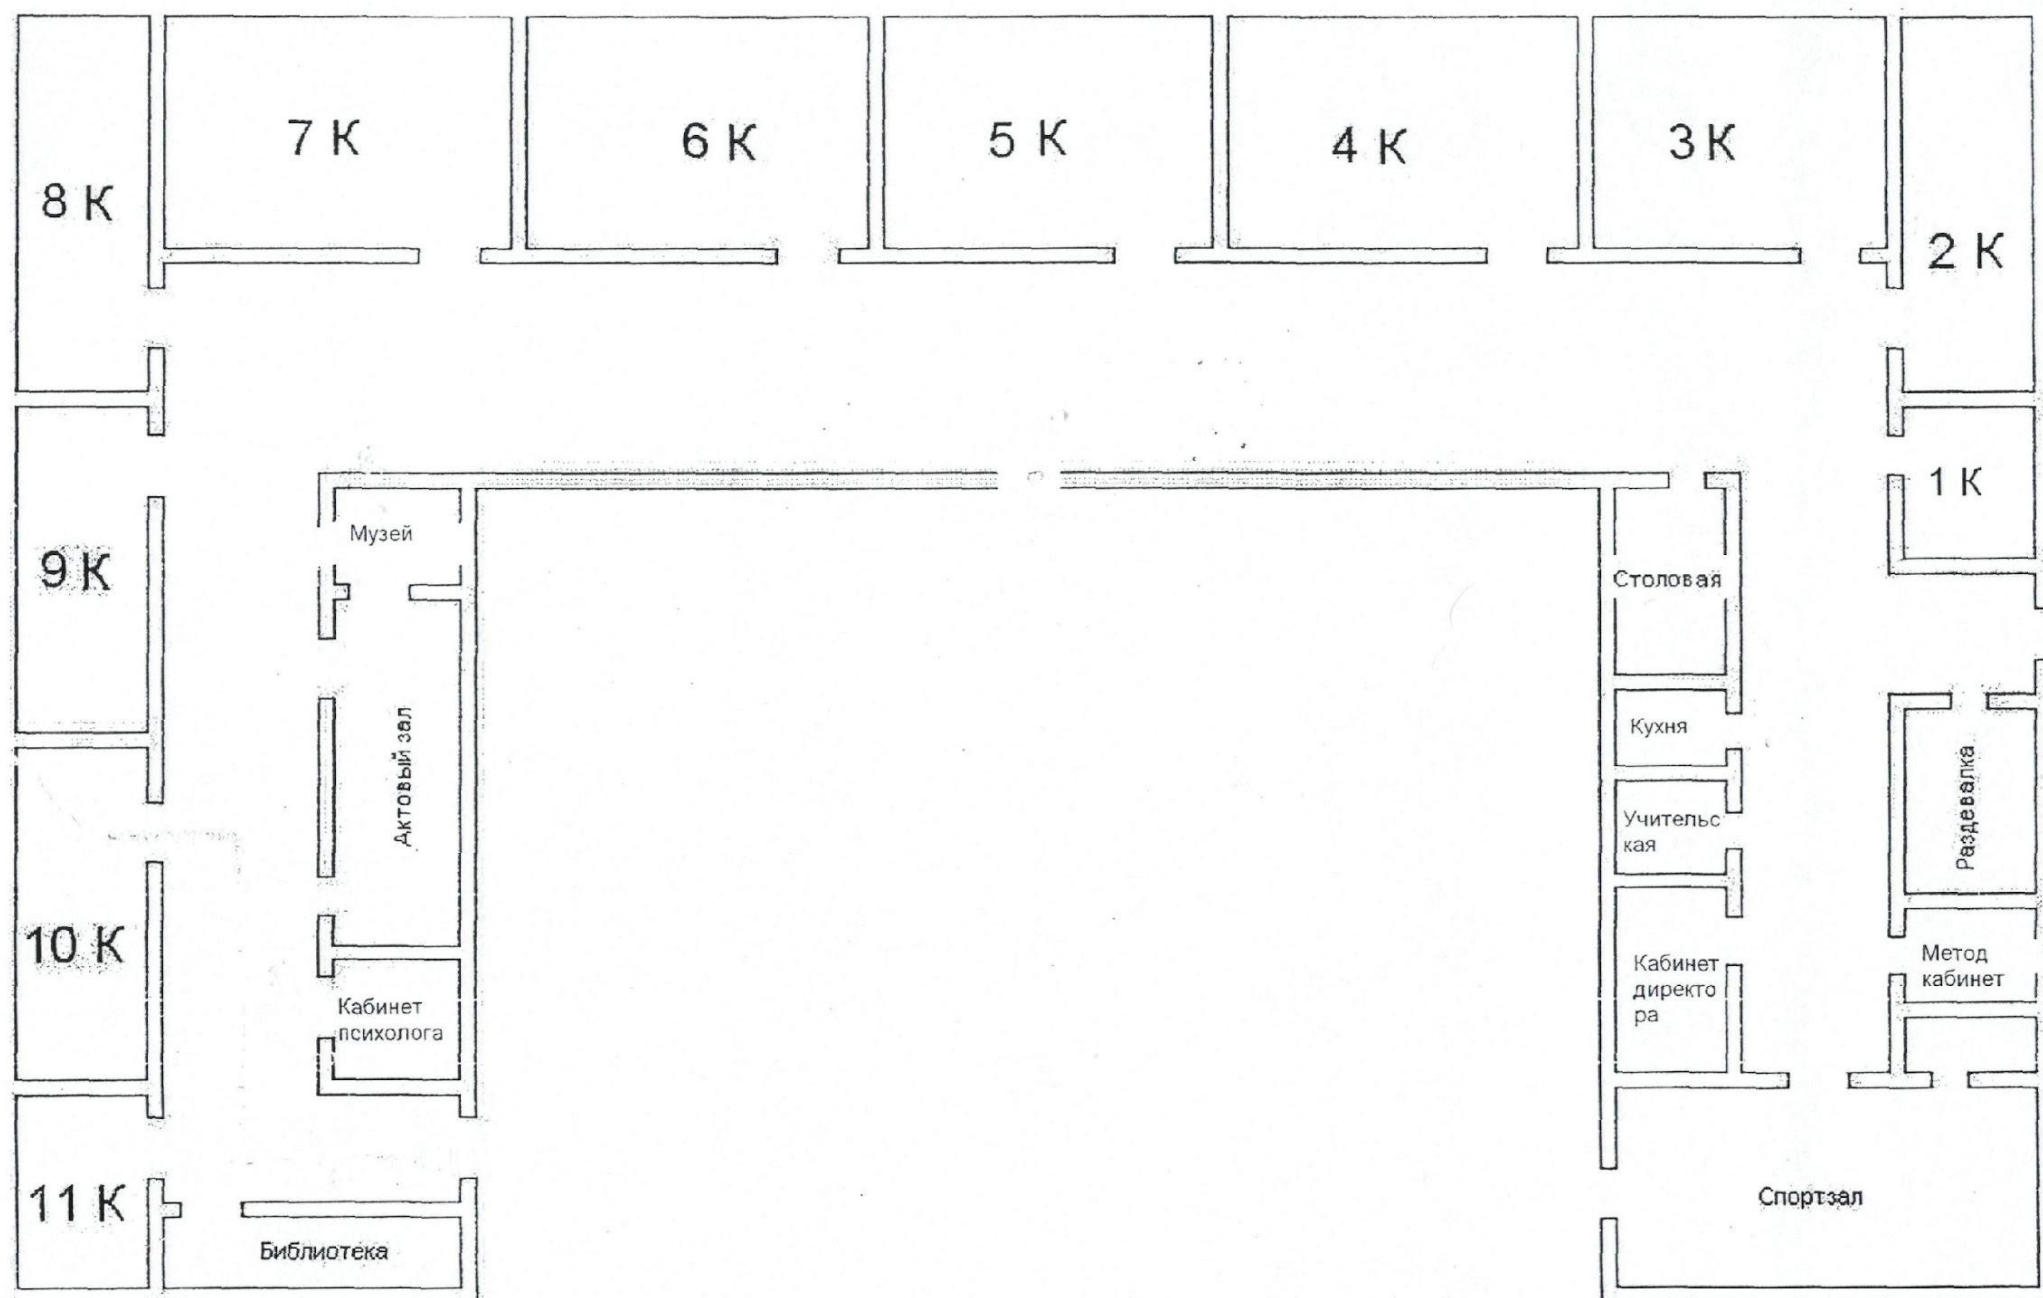 7 К
6 К
5 К
4 К
3 К
8 К
2 К
1 К
Музей
9 К
Столовая
Кухня
Актовый зал
Раздевалка
Учительс
кая
10 К
Метод
кабинет
Кабинет
директо
ра
Кабинет
психолога
11 К
Спортзал
Библиотека